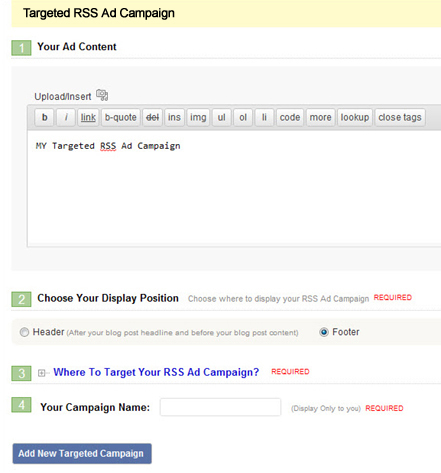 Targeted RSS Ad Campaign
1 Your Ad Content
Upload/Insert
b i link b-quote del ins img ul ol li code more lookup close tags
MY Targeted RSS Ad Campaign
2 Choose Your Display Position Choose where to display your RSS Ad Campaign REQUIRED
Header (After your blog post headline and before your blog post content) Footer
3 Where To Target Your RSS Ad Campaign? REQUIRED
4 Your Campaign Name: (Display Only to you) REQUIRED
Add New Targeted Campaign